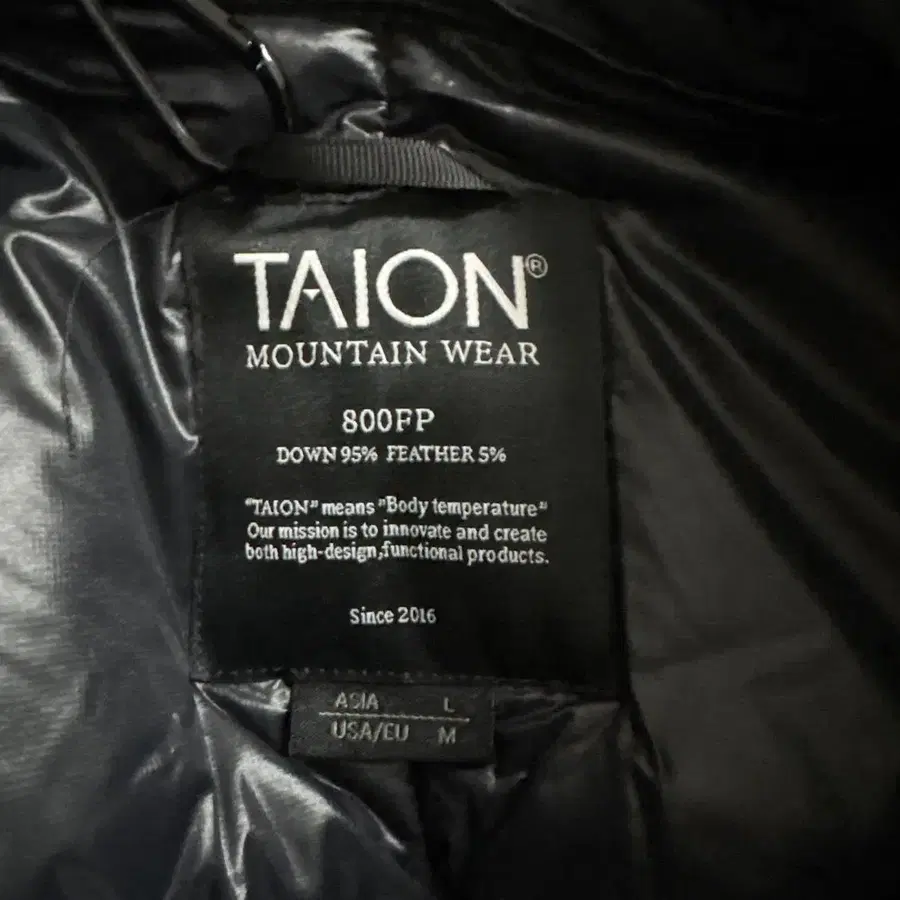 TAION®
MOUNTAIN WEAR
800FP
DOWN 95% FEATHER 5%
"TAION" means "Body temperature"
Our mission is to innovate and create
both high-design,functional products.
Since 2016
ASIA L
USA/EU M